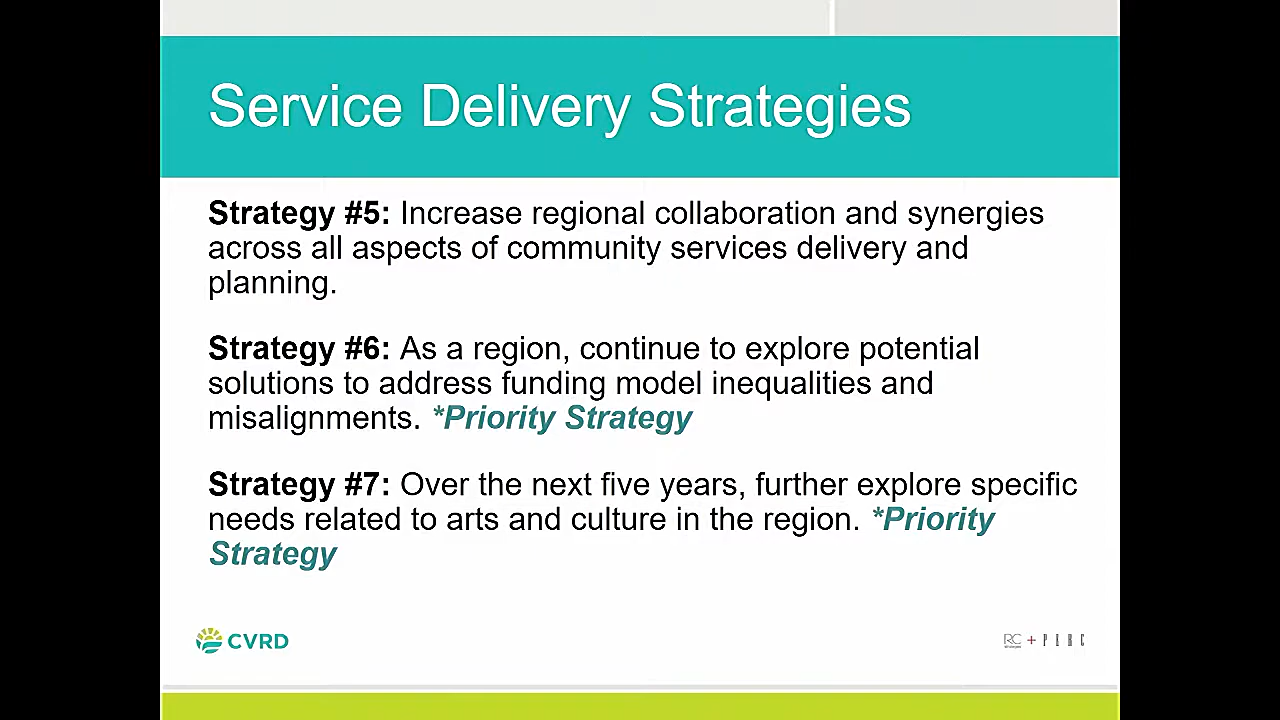 Service Delivery Strategies
Strategy #5: Increase regional collaboration and synergies
across all aspects of community services delivery and
planning.
Strategy #6: As a region, continue to explore potential
solutions to address funding model inequalities and
misalignments. *Priority Strategy
Strategy #7: Over the next five years, further explore specific
needs related to arts and culture in the region. *Priority
Strategy
CVRD
RC + PERC
strategies